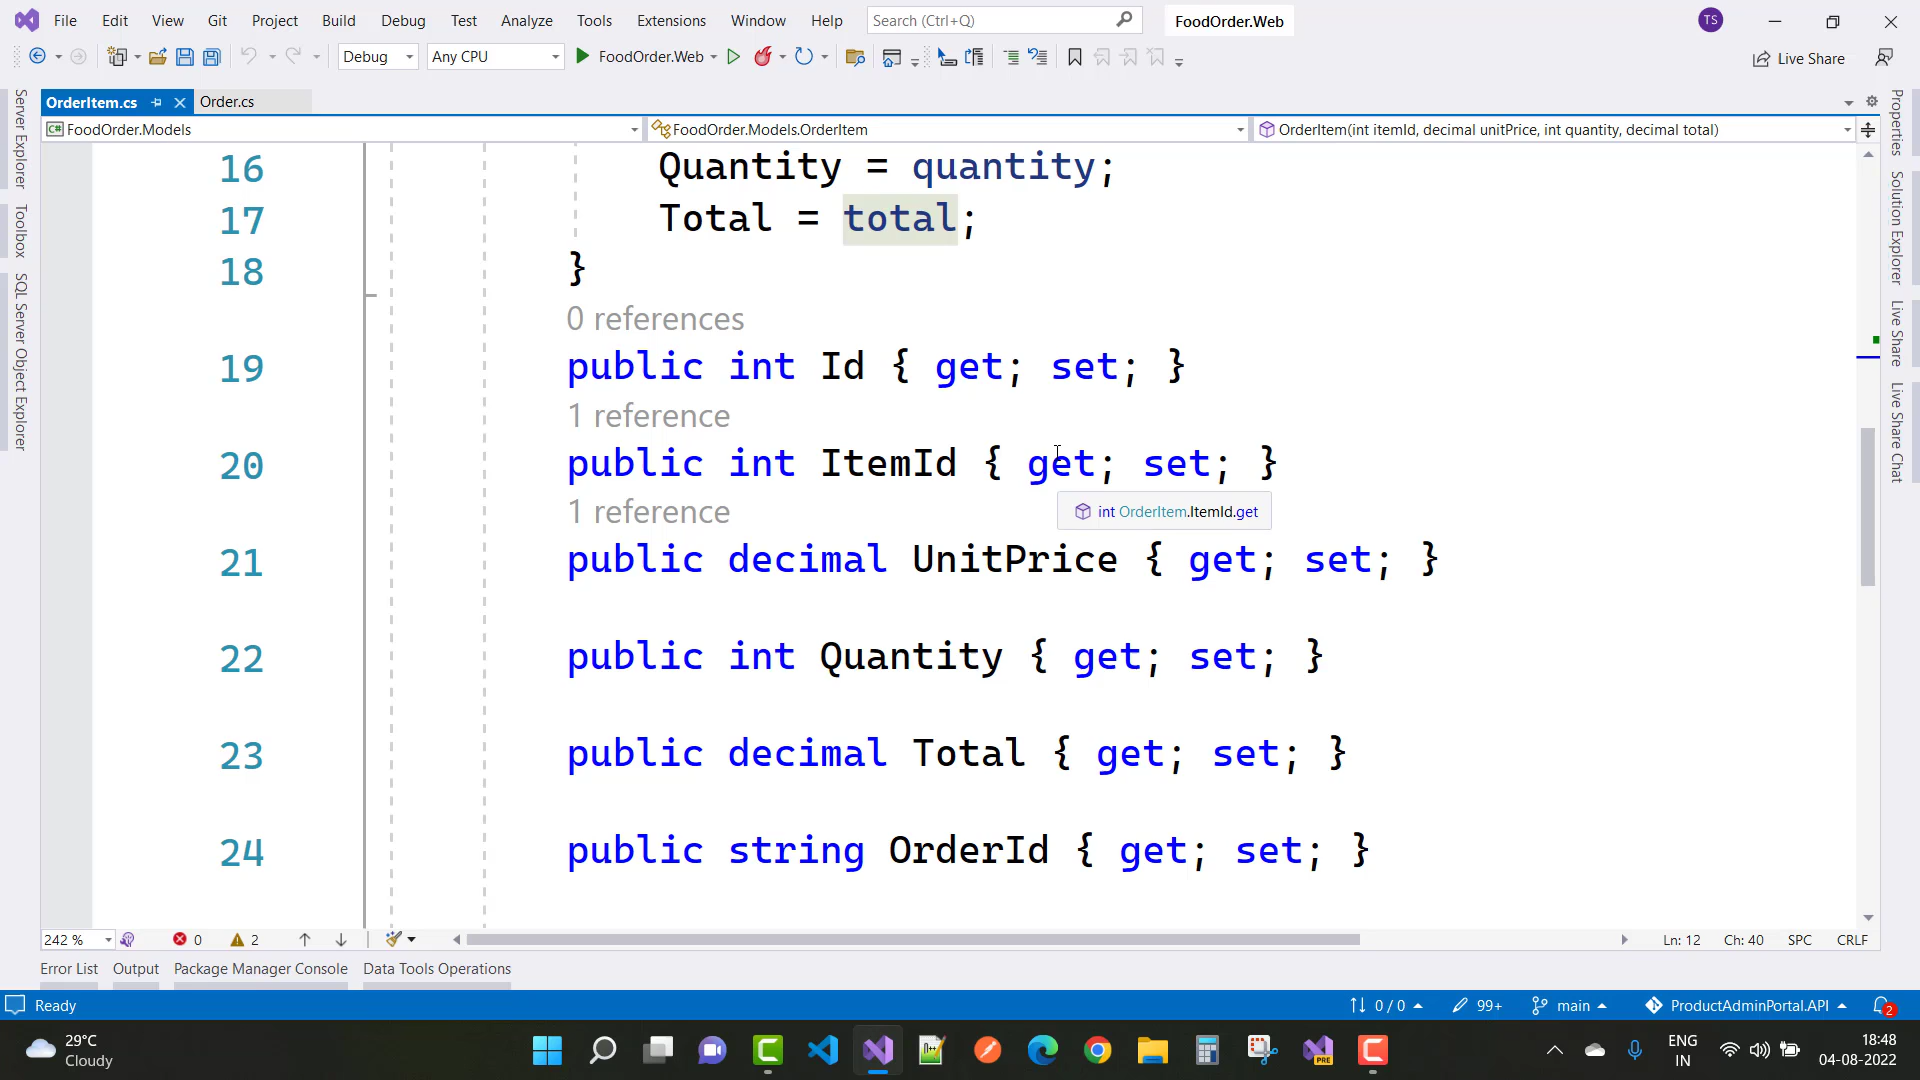 File Edit View Git Project Build Debug Test Analyze Tools Extensions Window Help Search (Ctrl+Q) FoodOrder.Web TS
Debug Any CPU FoodOrder.Web Live Share
OrderItem.cs Order.cs
C# FoodOrder.Models FoodOrder.Models.OrderItem OrderItem(int itemId, decimal unitPrice, int quantity, decimal total)
Server Explorer
Toolbox
SQL Server Object Explorer
16 Quantity = quantity;
17 Total = total;
18 }
0 references
19 public int Id { get; set; }
1 reference
20 public int ItemId { get; set; }
1 reference
int OrderItem.ItemId.get
21 public decimal UnitPrice { get; set; }
22 public int Quantity { get; set; }
23 public decimal Total { get; set; }
24 public string OrderId { get; set; }
Properties
Solution Explorer
Live Share
Live Share Chat
242 % 0 2 Ln: 12 Ch: 40 SPC CRLF
Error List Output Package Manager Console Data Tools Operations
Ready 0 / 0 99+ main ProductAdminPortal.API 2
29°C
Cloudy
PRE
ENG
IN
18:48
04-08-2022